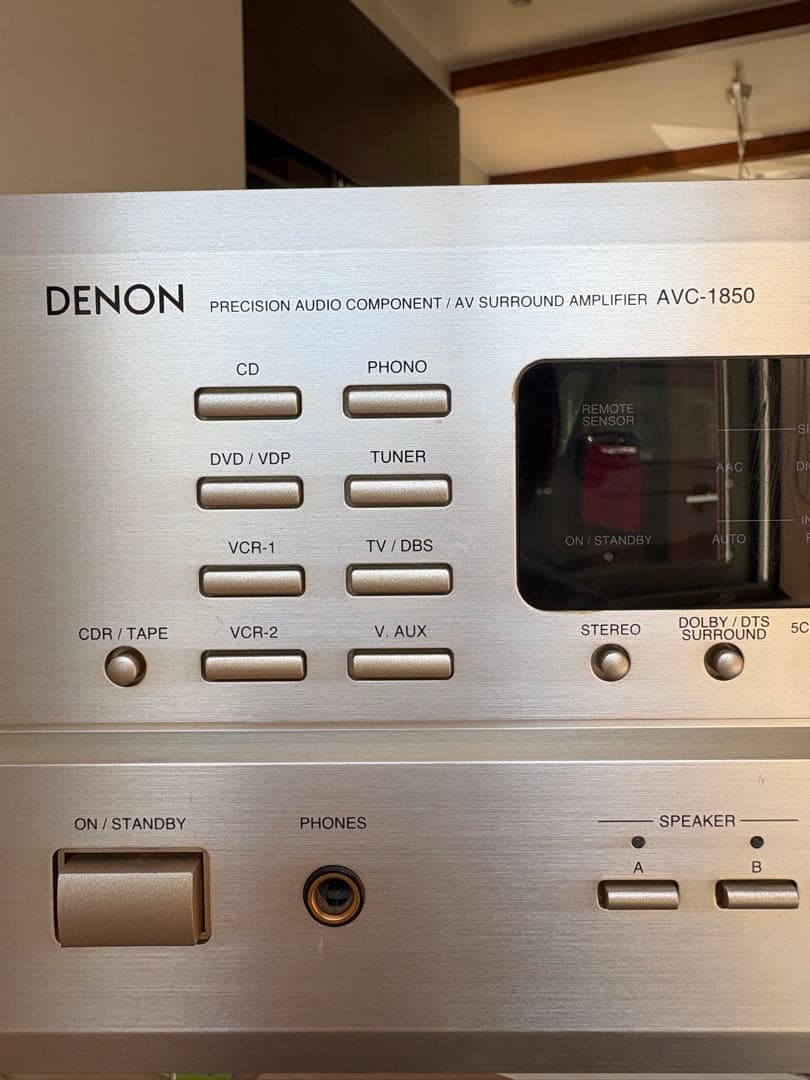 DENON PRECISION AUDIO COMPONENT / AV SURROUND AMPLIFIER AVC-1850
CD PHONO
DVD / VDP TUNER
VCR-1 TV / DBS
CDR / TAPE VCR-2 V. AUX
REMOTE
SENSOR
AAC
ON / STANDBY AUTO
STEREO
DOLBY / DTS
SURROUND
ON / STANDBY PHONES
SPEAKER
A B